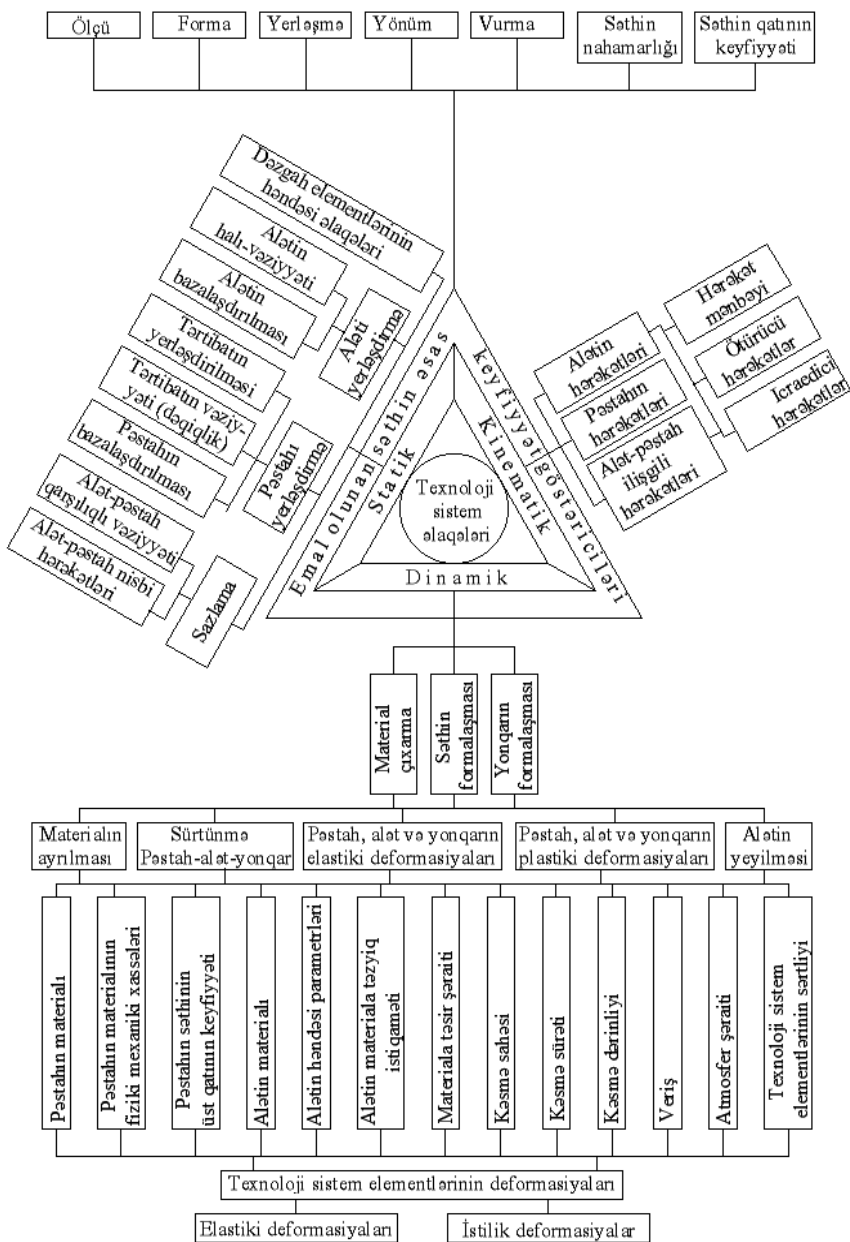 Ölçü
Forma
Yerləşmə
Yönüm
Vurma
Səthin
nahamarlığı
Səthin qatının
keyfiyyəti
Dəzgah elementlərinin
həndəsi əlaqələri
Alətin
halı-vəziyyəti
Alətin
bazalaşdırılması
Tərtibatın
yerləşdirilməsi
Tərtibatın vəziy-
yəti (dəqiqlik)
Pəstahın
bazalaşdırılması
Alət-pəstah
qarşılıqlı vəziyyəti
Alət-pəstah nisbi
hərəkətləri
Aləti
yerləşdirmə
Pəstahı
yerləşdirmə
Sazlama
Emal olunan səthin əsas
keyfiyyət göstəriciləri
Statik
Kinematik
Dinamik
Texnoloji
sistem
əlaqələri
Alətin
hərəkətləri
Pəstahın
hərəkətləri
Alət-pəstah
ilişgili
hərəkətləri
Hərəkət
mənbəyi
Ötürücü
hərəkətlər
Icraedici
hərəkətlər
Material
çıxarma
Səthin
formalaşması
Yonqarın
formalaşması
Materialın
ayrılması
Sürtünmə
Pəstah-alət-yonqar
Pəstah, alət və yonqarın
elastiki deformasiyaları
Pəstah, alət və yonqarın
plastiki deformasiyaları
Alətin
yeyilməsi
Pəstahın materialı
Pəstahın materialının
fiziki mexaniki xassələri
Pəstahın səthinin
üst qatının keyfiyyəti
Alətin materialı
Alətin həndəsi parametrləri
Alətin materiala təzyiq
istiqaməti
Materiala təsir şəraiti
Kəsmə sahəsi
Kəsmə sürəti
Kəsmə dərinliyi
Veriş
Atmosfer şəraiti
Texnoloji sistem
elementlərinin sərtliyi
Texnoloji sistem elementlərinin deformasiyaları
Elastiki deformasiyaları
İstilik deformasiyalar